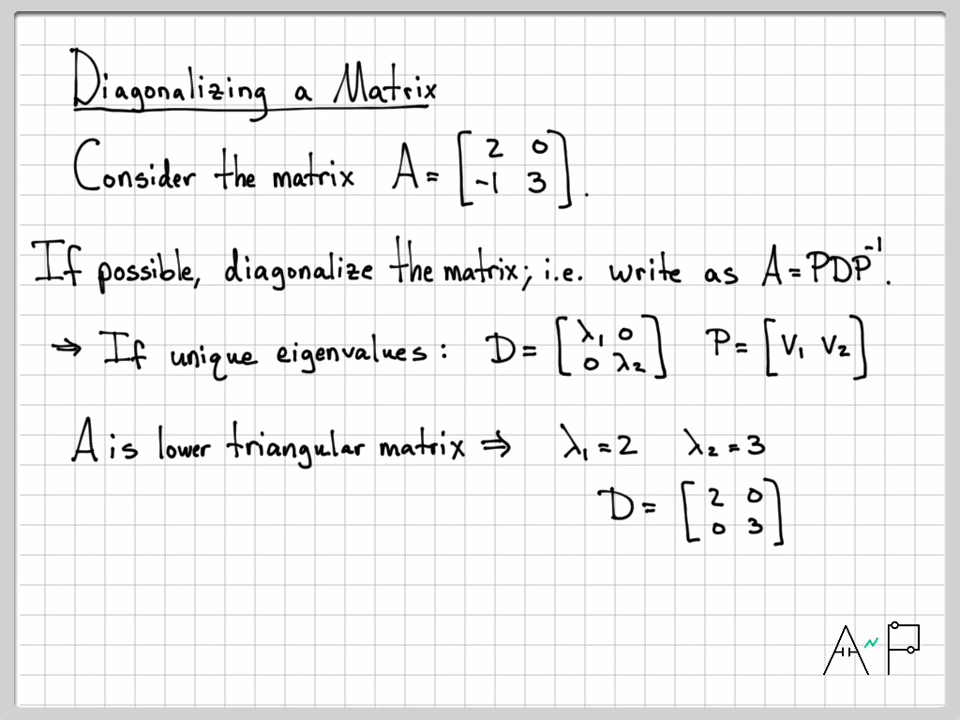 Diagonalizing a Matrix
Consider the matrix A = [2 0; -1 3].
If possible, diagonalize the matrix; i.e. write as A = PDP⁻¹.
⇒ If unique eigenvalues: D = [λ₁ 0; 0 λ₂] P = [V₁ V₂]
A is lower triangular matrix ⇒ λ₁ = 2 λ₂ = 3
D = [2 0; 0 3]
AP